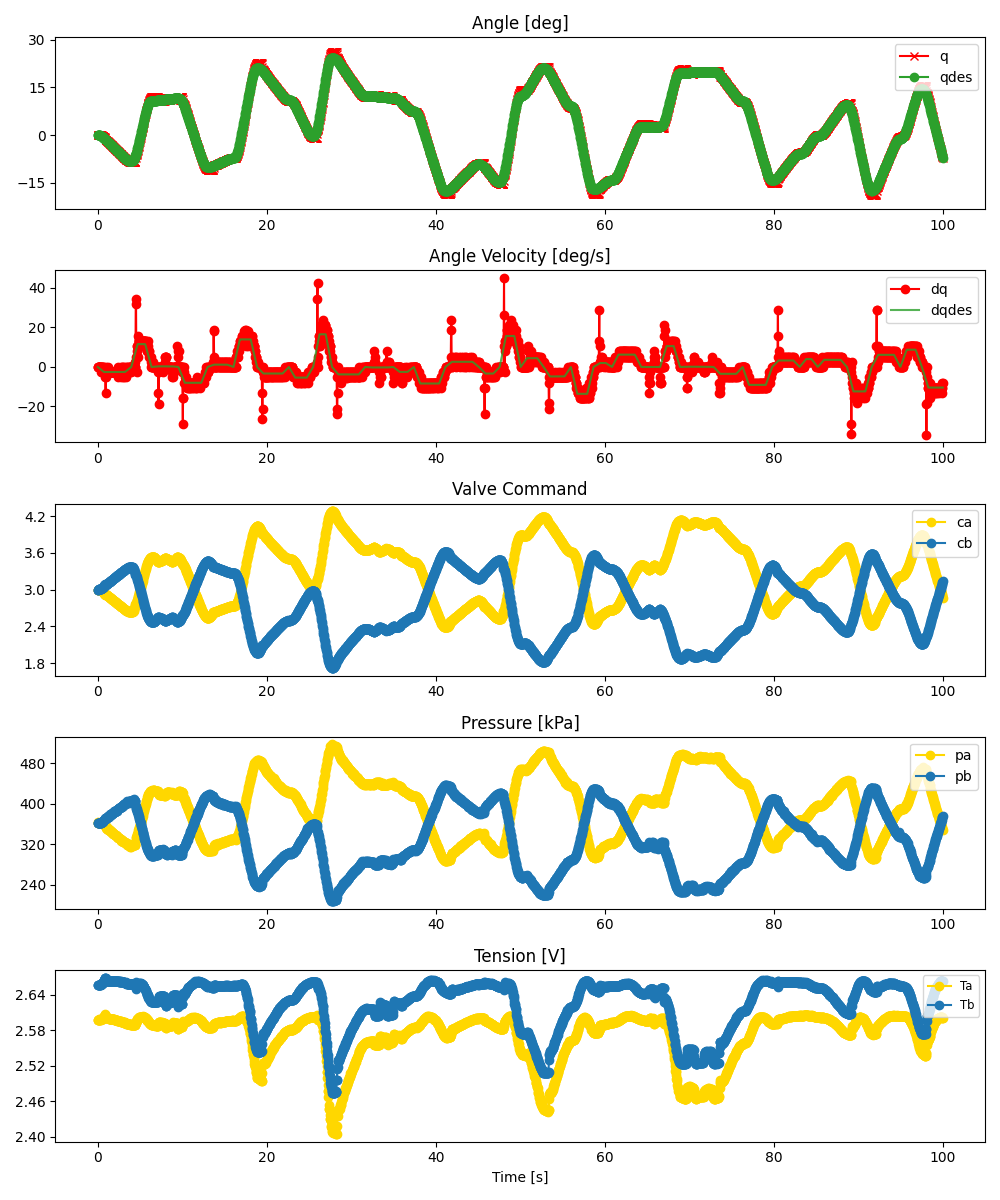 Angle [deg]
30
15
0
−15
q
qdes
0 20 40 60 80 100
Angle Velocity [deg/s]
40
20
0
−20
dq
dqdes
0 20 40 60 80 100
Valve Command
4.2
3.6
3.0
2.4
1.8
ca
cb
0 20 40 60 80 100
Pressure [kPa]
480
400
320
240
pa
pb
0 20 40 60 80 100
Tension [V]
2.64
2.58
2.52
2.46
2.40
Ta
Tb
0 20 40 60 80 100
Time [s]